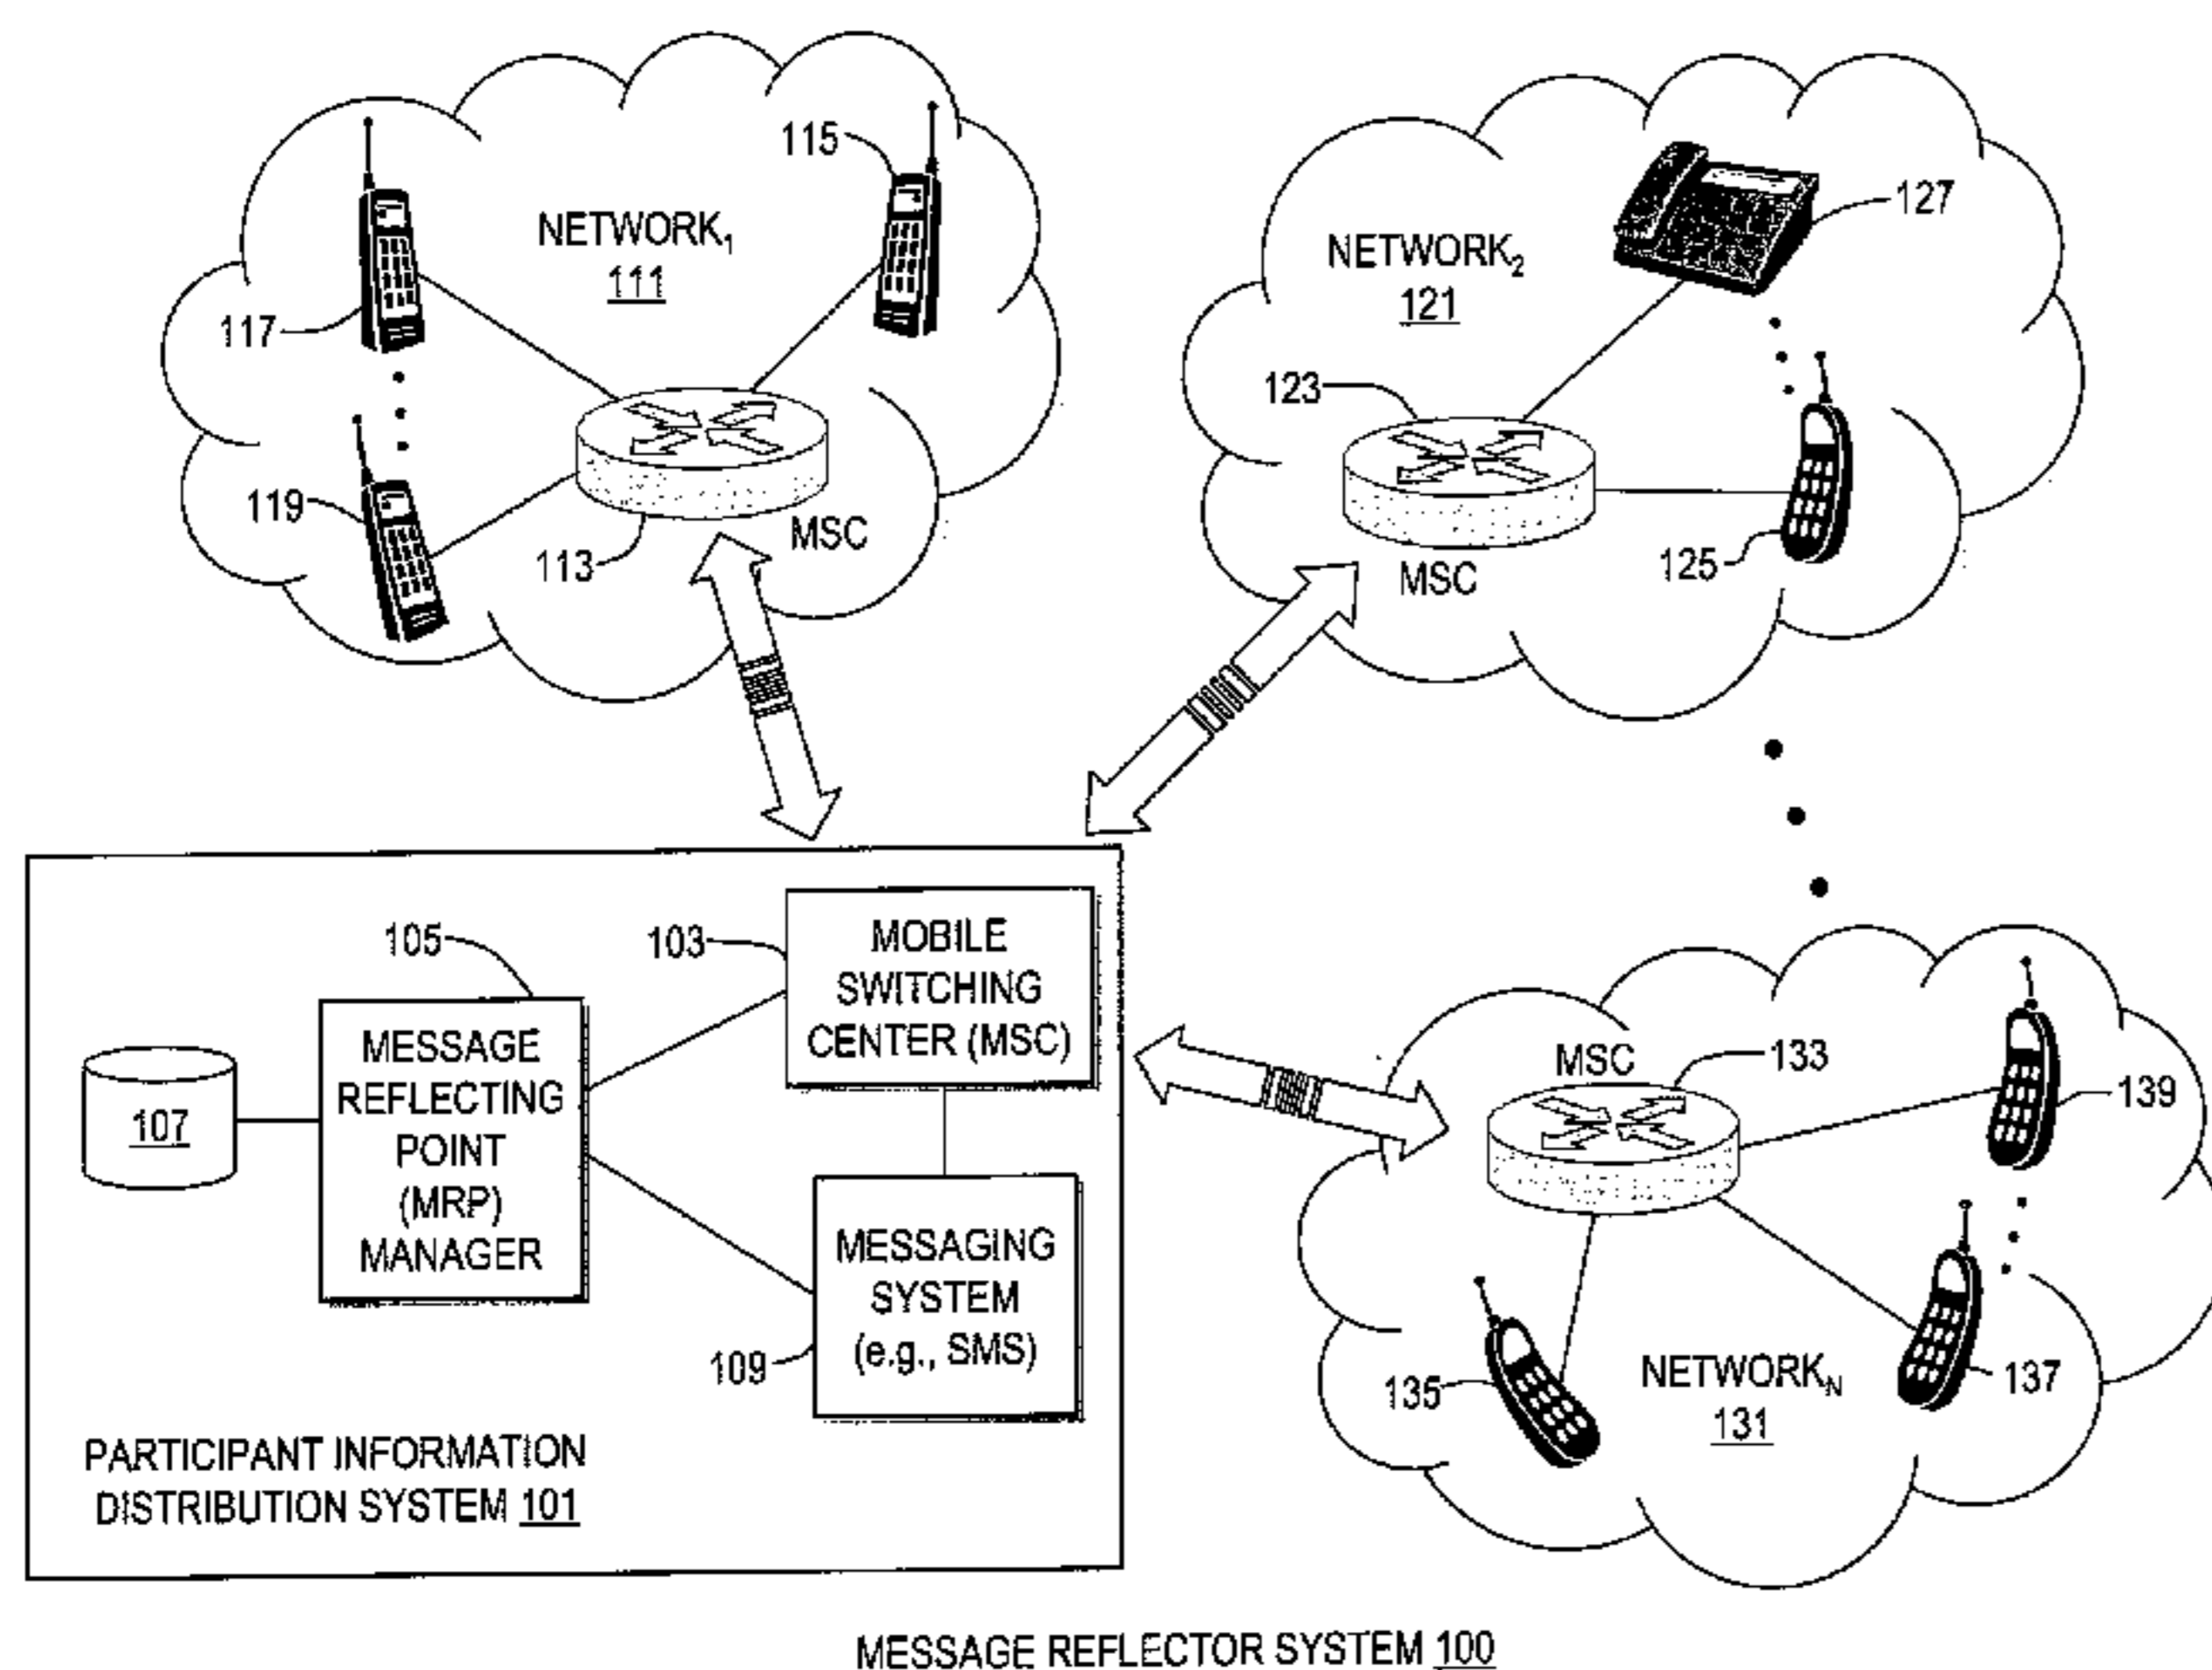 115
117
NETWORK₁
111
119
113
MSC
127
NETWORK₂
121
123
125
MSC
105
103
MOBILE
SWITCHING
CENTER (MSC)
MESSAGE
REFLECTING
POINT
(MRP)
MANAGER
107
MESSAGING
SYSTEM
(e.g., SMS)
109
PARTICIPANT INFORMATION
DISTRIBUTION SYSTEM 101
MSC
133
139
135
NETWORKN
131
137
MESSAGE REFLECTOR SYSTEM 100